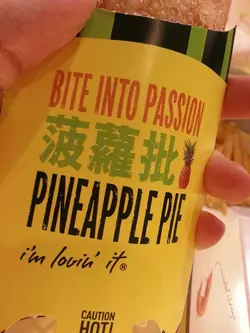 BITE INTO PASSION
菠蘿批
PINEAPPLE PIE
i'm lovin' it®
CAUTION
HOT!